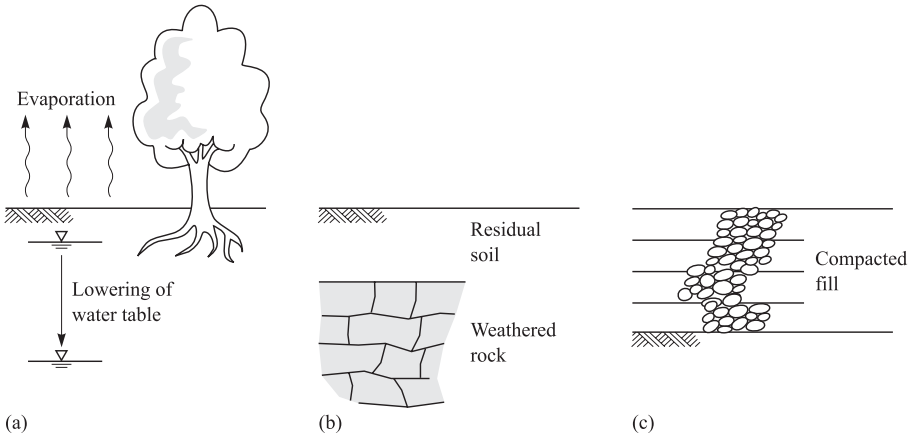 Evaporation
Lowering of
water table
(a)
Residual
soil
Weathered
rock
(b)
Compacted
fill
(c)